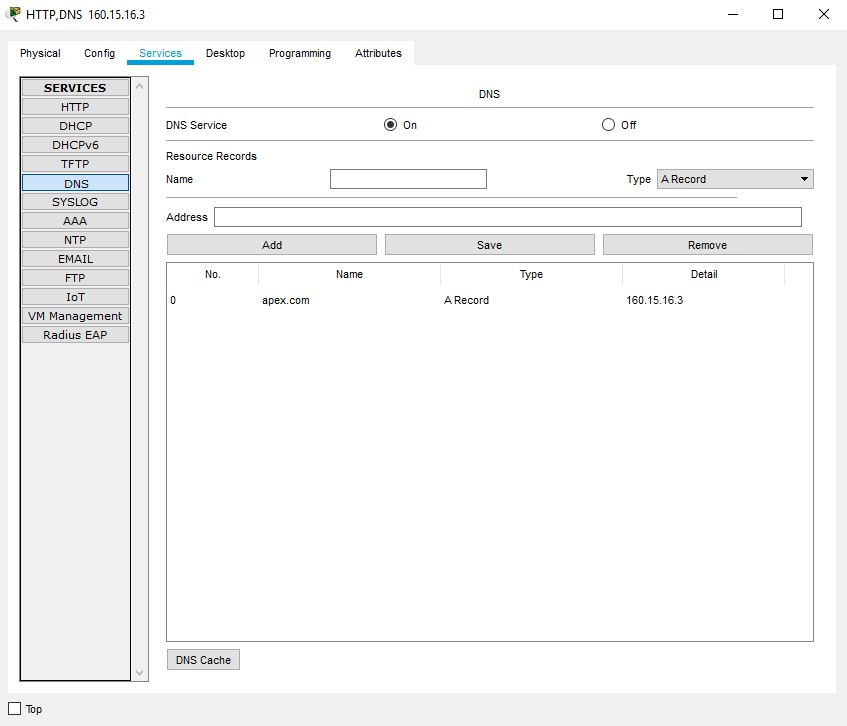 HTTP,DNS 160.15.16.3
Physical Config Services Desktop Programming Attributes
SERVICES
HTTP
DHCP
DHCPv6
TFTP
DNS
SYSLOG
AAA
NTP
EMAIL
FTP
IoT
VM Management
Radius EAP
DNS
DNS Service On Off
Resource Records
Name Type A Record
Address
Add Save Remove
No. Name Type Detail
0 apex.com A Record 160.15.16.3
DNS Cache
Top